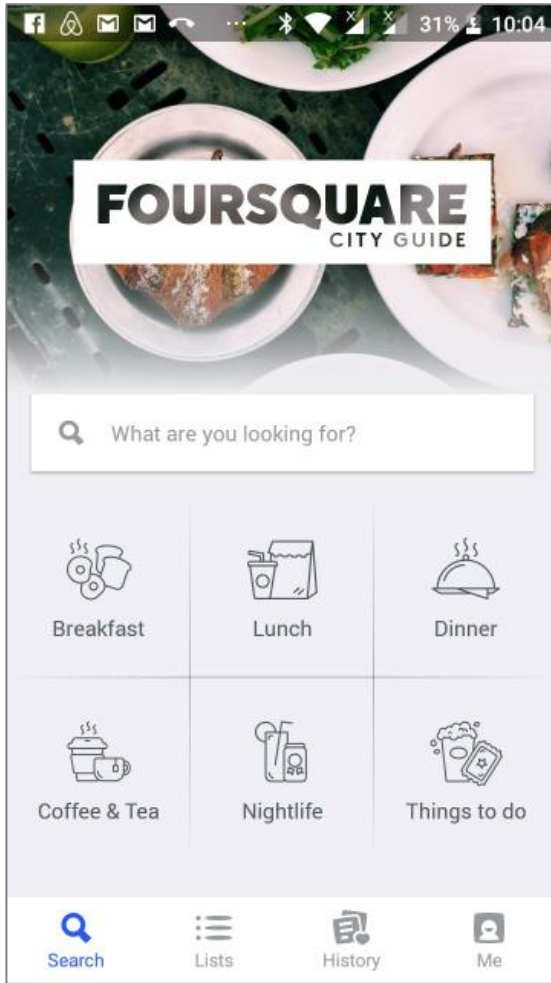 31% 10:04
FOURSQUARE
CITY GUIDE
What are you looking for?
Breakfast Lunch Dinner
Coffee & Tea Nightlife Things to do
Search Lists History Me